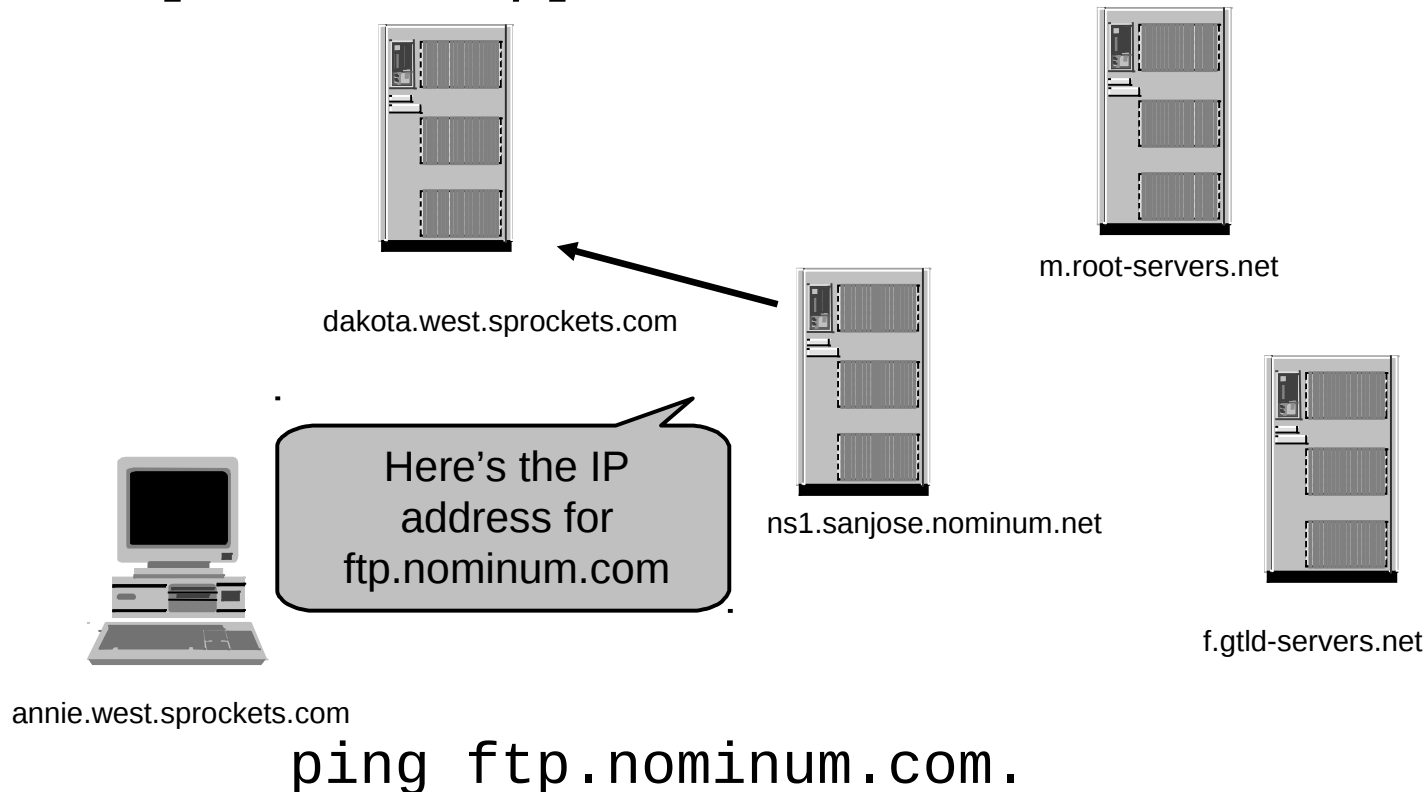 m.root-servers.net
dakota.west.sprockets.com
Here’s the IP
address for
ftp.nominum.com
ns1.sanjose.nominum.net
f.gtld-servers.net
annie.west.sprockets.com
ping ftp.nominum.com.